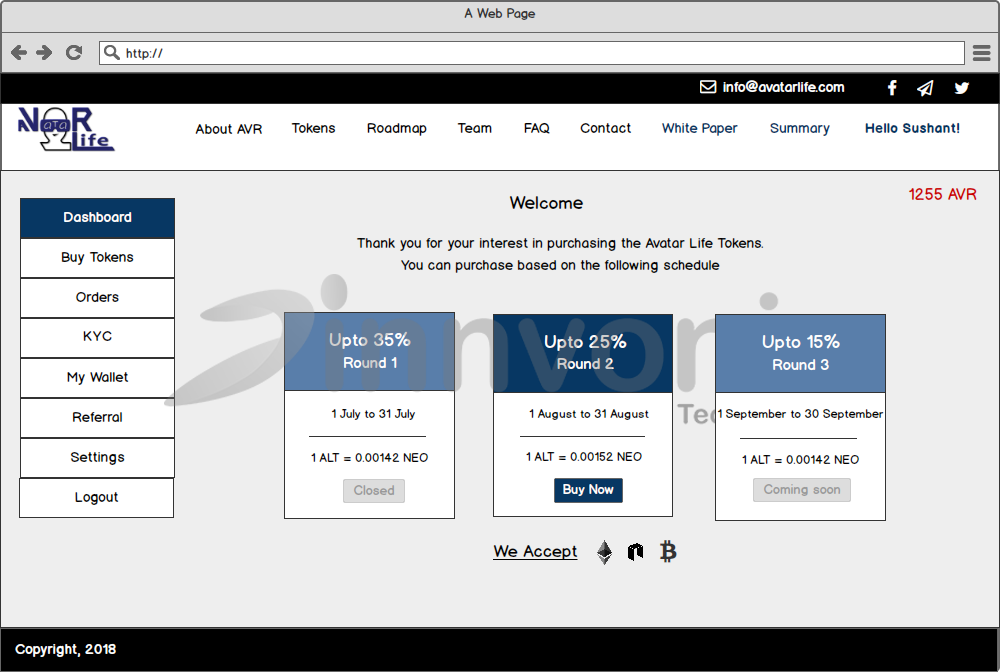 A Web Page
http://
info@avatarlife.com
AVATAR
Life
About AVR Tokens Roadmap Team FAQ Contact White Paper Summary Hello Sushant!
1255 AVR
Dashboard
Buy Tokens
Orders
KYC
My Wallet
Referral
Settings
Logout
Welcome
Thank you for your interest in purchasing the Avatar Life Tokens.
You can purchase based on the following schedule
Upto 35%
Round 1
1 July to 31 July
1 ALT = 0.00142 NEO
Closed
Upto 25%
Round 2
1 August to 31 August
1 ALT = 0.00152 NEO
Buy Now
Upto 15%
Round 3
1 September to 30 September
1 ALT = 0.00142 NEO
Coming soon
We Accept
Copyright, 2018